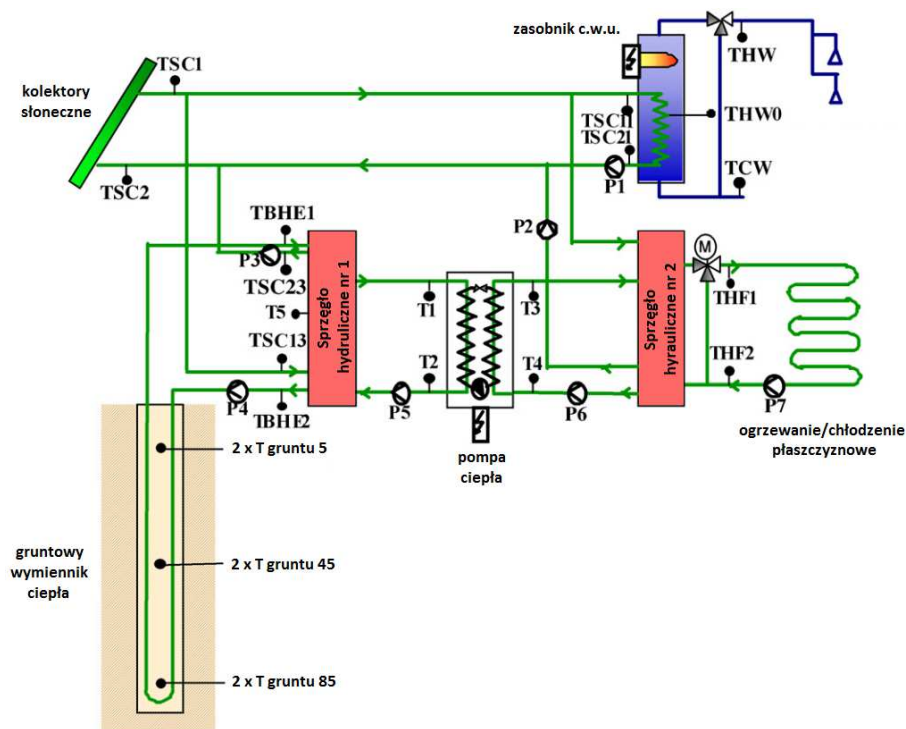 zasobnik c.w.u.
THW
TSC1
kolektory
słoneczne
TSC11
TSC21
THW0
TSC2
P1
TCW
TBHE1
P2
P3
M
TSC23
Sprzęgło
hydruliczne nr 1
Sprzęgło
hyrauliczne nr 2
T5
T1
T3
THF1
TSC13
T2
T4
THF2
P4
TBHE2
P5
P6
P7
ogrzewanie/chłodzenie
płaszczyznowe
pompa
ciepła
2 x T gruntu 5
gruntowy
wymiennik
ciepła
2 x T gruntu 45
2 x T gruntu 85